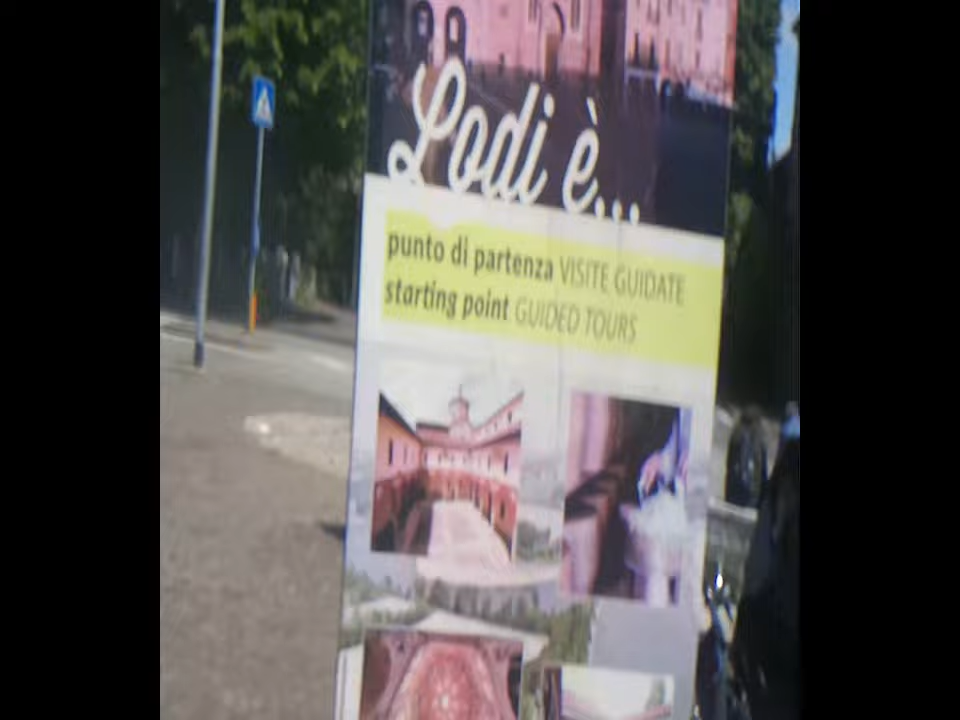 Lodi è...
punto di partenza VISITE GUIDATE
starting point GUIDED TOURS